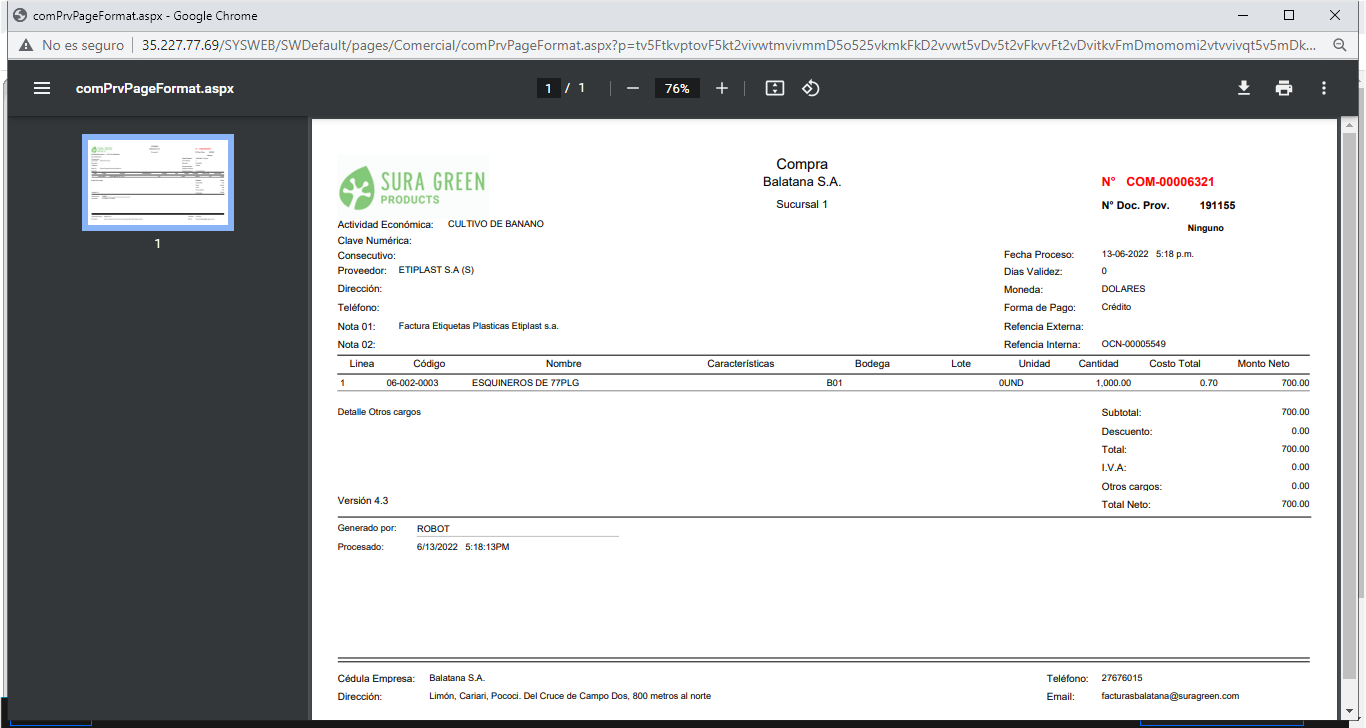 comPrvPageFormat.aspx - Google Chrome
No es seguro 35.227.77.69/SYSWEB/SWDefault/pages/Comercial/comPrvPageFormat.aspx?p=tv5FtkvptovF5kt2vivwtmvivmmD5o525vkmkFkD2vvwt5vDv5t2vFkvvFt2vDvitkvFmDmomomi2vtvvivqt5v5mDk...
comPrvPageFormat.aspx 1 / 1 76%
1
SURA GREEN
PRODUCTS
Compra
Balatana S.A.
Sucursal 1
N° COM-00006321
N° Doc. Prov. 191155
Ninguno
Actividad Económica: CULTIVO DE BANANO
Clave Numérica:
Consecutivo:
Proveedor: ETIPLAST S.A (S)
Dirección:
Teléfono:
Nota 01: Factura Etiquetas Plasticas Etiplast s.a.
Nota 02:
Fecha Proceso: 13-06-2022 5:18 p.m.
Dias Validez: 0
Moneda: DOLARES
Forma de Pago: Crédito
Refencia Externa:
Refencia Interna: OCN-00005549
Linea Código Nombre Características Bodega Lote Unidad Cantidad Costo Total Monto Neto
1 06-002-0003 ESQUINEROS DE 77PLG B01 0UND 1,000.00 0.70 700.00
Detalle Otros cargos
Subtotal: 700.00
Descuento: 0.00
Total: 700.00
I.V.A: 0.00
Otros cargos: 0.00
Total Neto: 700.00
Versión 4.3
Generado por: ROBOT
Procesado: 6/13/2022 5:18:13PM
Cédula Empresa: Balatana S.A. Teléfono: 27676015
Dirección: Limón, Cariari, Pococi. Del Cruce de Campo Dos, 800 metros al norte Email: facturasbalatana@suragreen.com